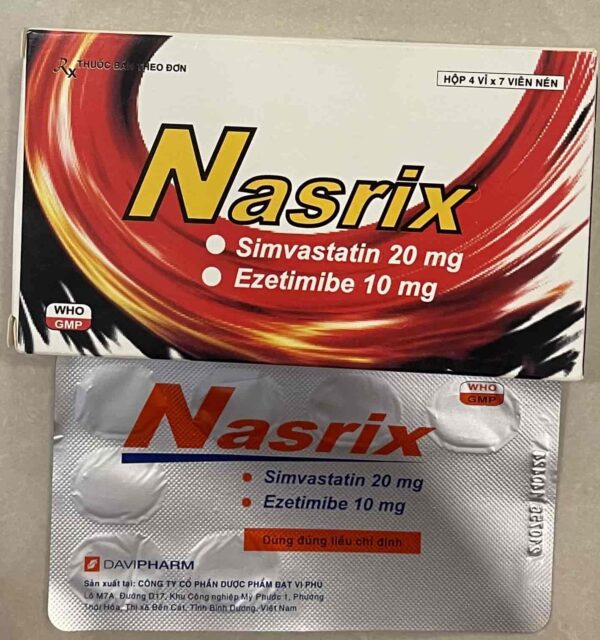 Rx THUỐC BÁN THEO ĐƠN
HỘP 4 VỈ x 7 VIÊN NÉN
Nasrix
Simvastatin 20 mg
Ezetimibe 10 mg
WHO
GMP
WHO
GMP
Nasrix
Simvastatin 20 mg
Ezetimibe 10 mg
Dùng đúng liều chỉ định
DAVIPHARM
Sản xuất tại: CÔNG TY CỔ PHẦN DƯỢC PHẨM ĐẠT VI PHÚ
Lô M7A, Đường D17, Khu Công nghiệp Mỹ Phước 1, Phường
Thới Hòa, Thị xã Bến Cát, Tỉnh Bình Dương, Việt Nam